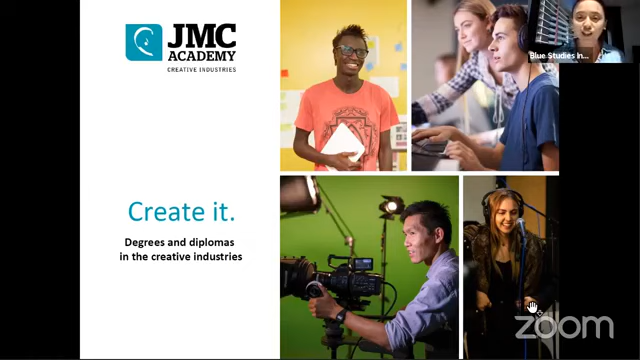 JMC
ACADEMY
CREATIVE INDUSTRIES
Blue Studies In...
Create it.
Degrees and diplomas
in the creative industries
zoom